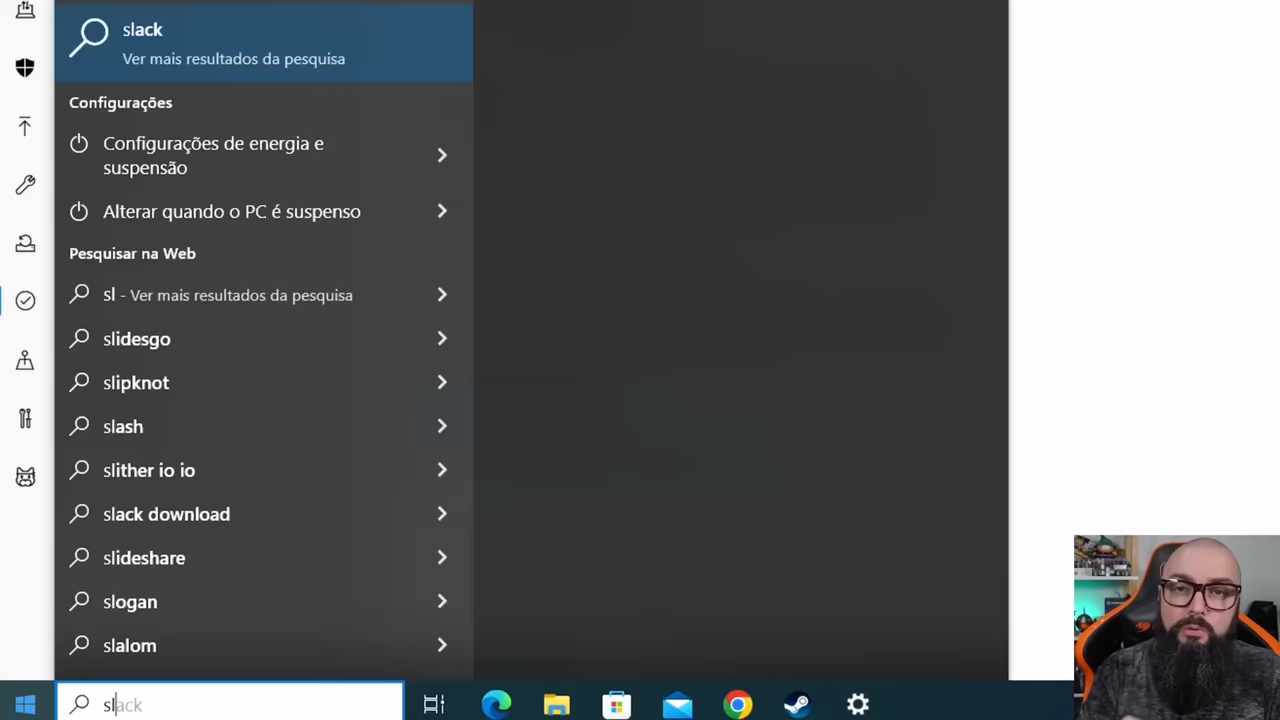 slack
Ver mais resultados da pesquisa
Configurações
Configurações de energia e
suspensão
Alterar quando o PC é suspenso
Pesquisar na Web
sl - Ver mais resultados da pesquisa
slidesgo
slipknot
slash
slither io io
slack download
slideshare
slogan
slalom
slack